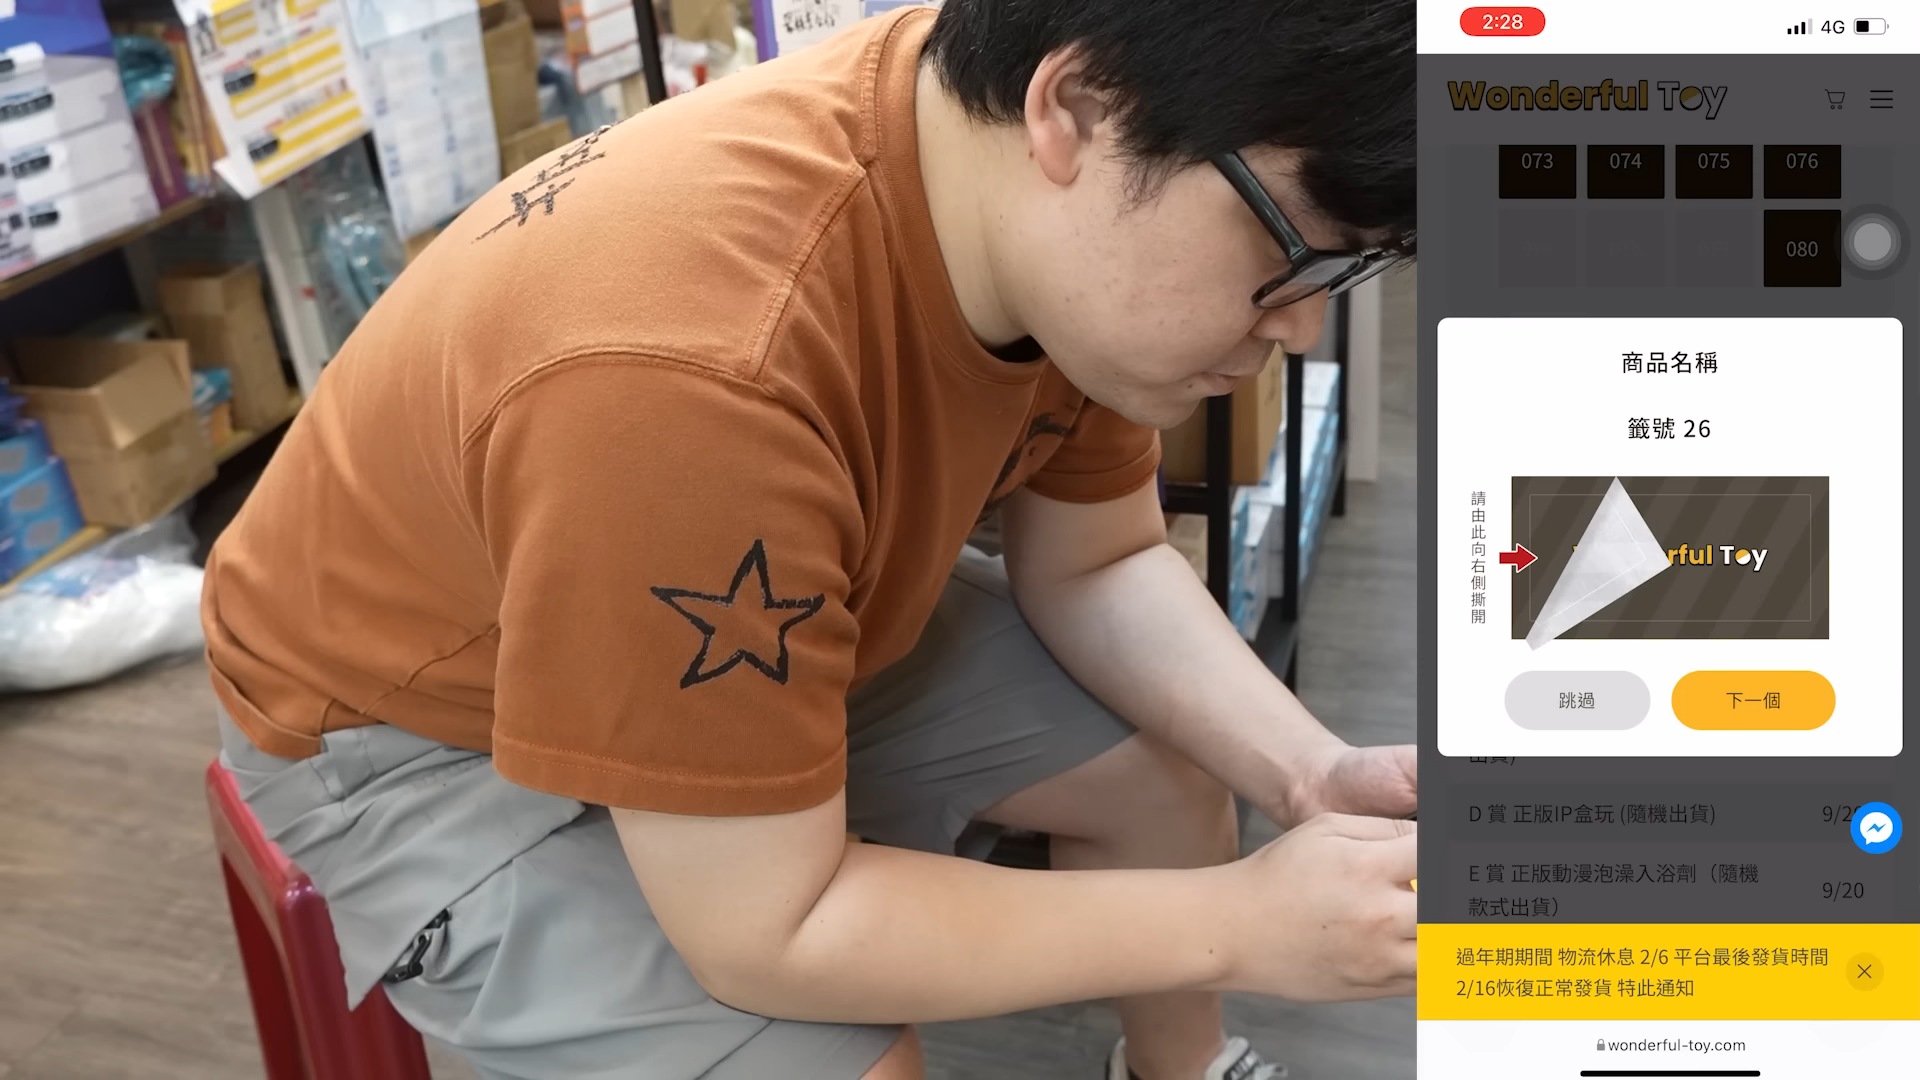 2:28
4G
Wonderful Toy
073 074 075 076
080
商品名稱
籤號 26
請由此向右側撕開
rful Toy
跳過
下一個
D 賞 正版IP盒玩 (隨機出貨)
9/2
E 賞 正版動漫泡澡入浴劑（隨機
款式出貨）
9/20
過年期期間 物流休息 2/6 平台最後發貨時間
2/16恢復正常發貨 特此通知
wonderful-toy.com